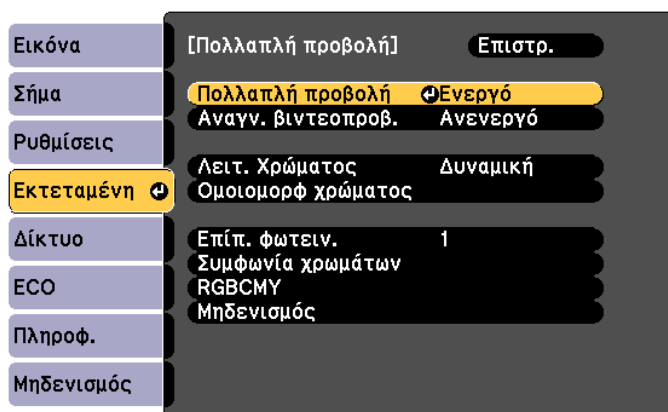 Εικόνα
Σήμα
Ρυθμίσεις
Εκτεταμένη
Δίκτυο
ECO
Πληροφ.
Μηδενισμός
[Πολλαπλή προβολή] Επιστρ.
Πολλαπλή προβολή Ενεργό
Αναγν. βιντεοπροβ. Ανενεργό
Λειτ. Χρώματος Δυναμική
Ομοιομορφ χρώματος
Επίπ. φωτειν. 1
Συμφωνία χρωμάτων
RGBCMY
Μηδενισμός